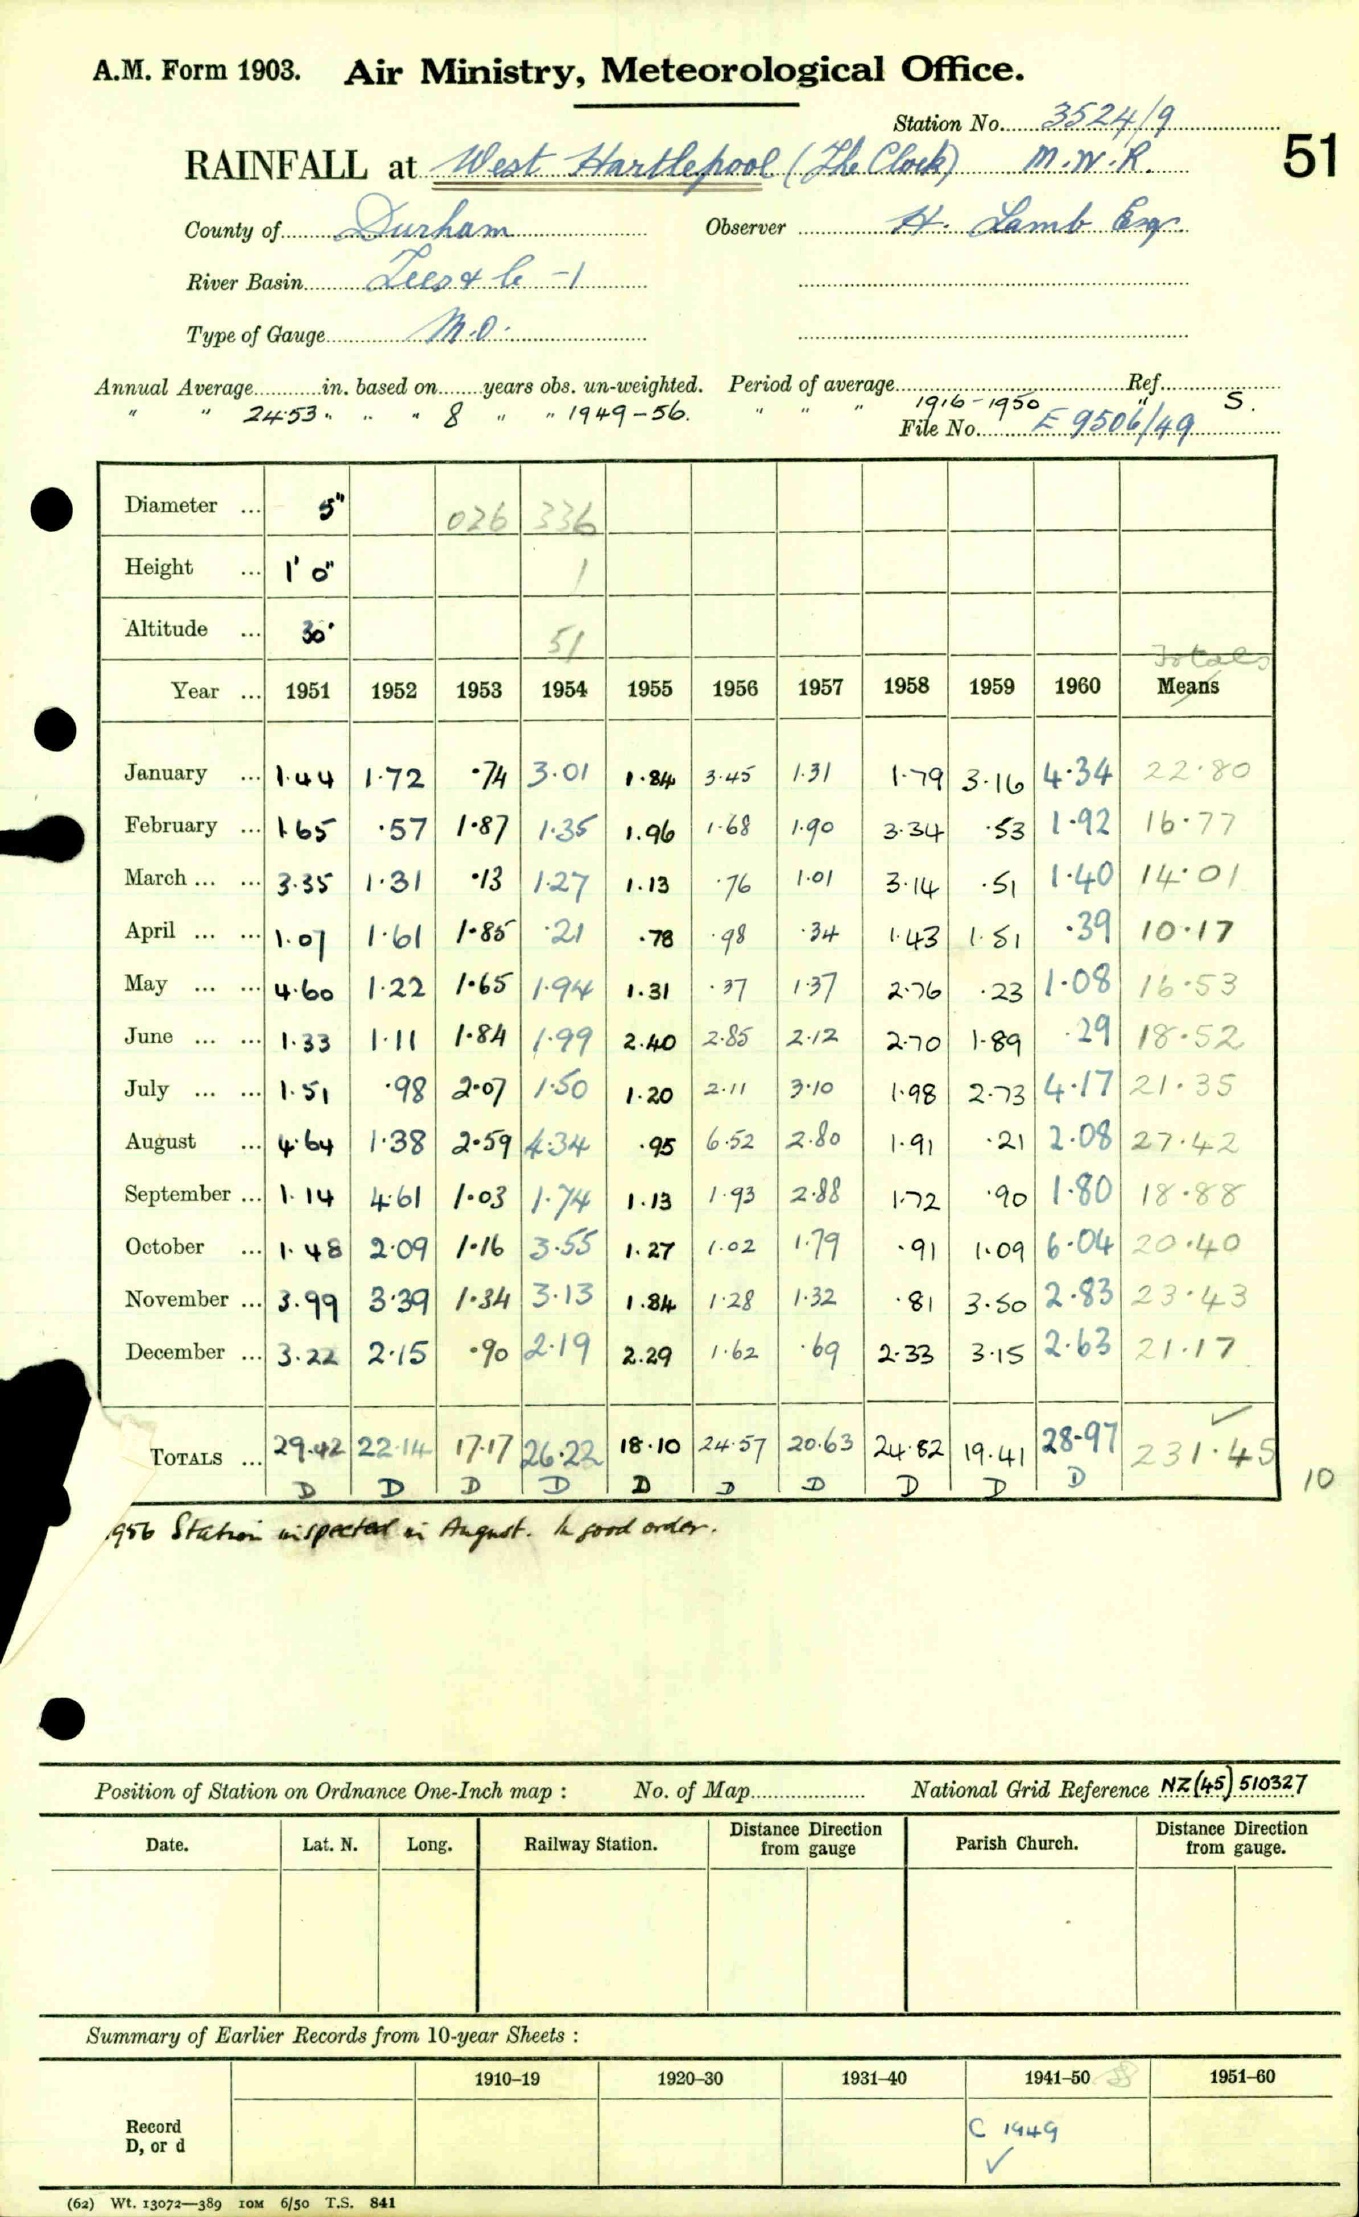 A.M. Form 1903. Air Ministry, Meteorological Office.
Station No. 3524/9
RAINFALL at West Hartlepool (The Clock) M.W.R. 51
County of Durham Observer H. Lamb Esq.
River Basin Tees & C -1
Type of Gauge M.O.
Annual Average in. based on years obs. un-weighted. Period of average Ref.
" " 24.53 " " " 8 " " 1949-56. " " " 1916-1950 " S.
File No. E 9506/49
Diameter ... 5" 026 336
Height ... 1' 0" 1
Altitude ... 30' 51
Totals
Year ... 1951 1952 1953 1954 1955 1956 1957 1958 1959 1960 Means
January ... 1.44 1.72 .74 3.01 1.84 3.45 1.31 1.79 3.16 4.34 22.80
February ... 1.65 .57 1.87 1.35 1.96 1.68 1.90 3.34 .53 1.92 16.77
March ... ... 3.35 1.31 .13 1.27 1.13 .76 1.01 3.14 .51 1.40 14.01
April ... ... 1.07 1.61 1.85 .21 .78 .98 .34 1.43 1.51 .39 10.17
May ... ... 4.60 1.22 1.65 1.94 1.31 .37 1.37 2.76 .23 1.08 16.53
June ... ... 1.33 1.11 1.84 1.99 2.40 2.85 2.12 2.70 1.89 .29 18.52
July ... ... 1.51 .98 2.07 1.50 1.20 2.11 3.10 1.98 2.73 4.17 21.35
August ... 4.64 1.38 2.59 4.34 .95 6.52 2.80 1.91 .21 2.08 27.42
September ... 1.14 4.61 1.03 1.74 1.13 1.93 2.88 1.72 .90 1.80 18.88
October ... 1.48 2.09 1.16 3.55 1.27 1.02 1.79 .91 1.09 6.04 20.40
November ... 3.99 3.39 1.34 3.13 1.84 1.28 1.32 .81 3.50 2.83 23.43
December ... 3.22 2.15 .90 2.19 2.29 1.62 .69 2.33 3.15 2.63 21.17
TOTALS ... 29.42 22.14 17.17 26.22 18.10 24.57 20.63 24.82 19.41 28.97 231.45
D D D D D D D D D D 10
956 Station inspected in August. In good order.
Position of Station on Ordnance One-Inch map : No. of Map National Grid Reference NZ(45) 510327
Date. Lat. N. Long. Railway Station. Distance Direction from gauge Parish Church. Distance Direction from gauge.
Summary of Earlier Records from 10-year Sheets :
1910–19 1920–30 1931–40 1941–50 1951–60
Record C 1949
D, or d ✓
(62) Wt. 13072—389 10M 6/50 T.S. 841